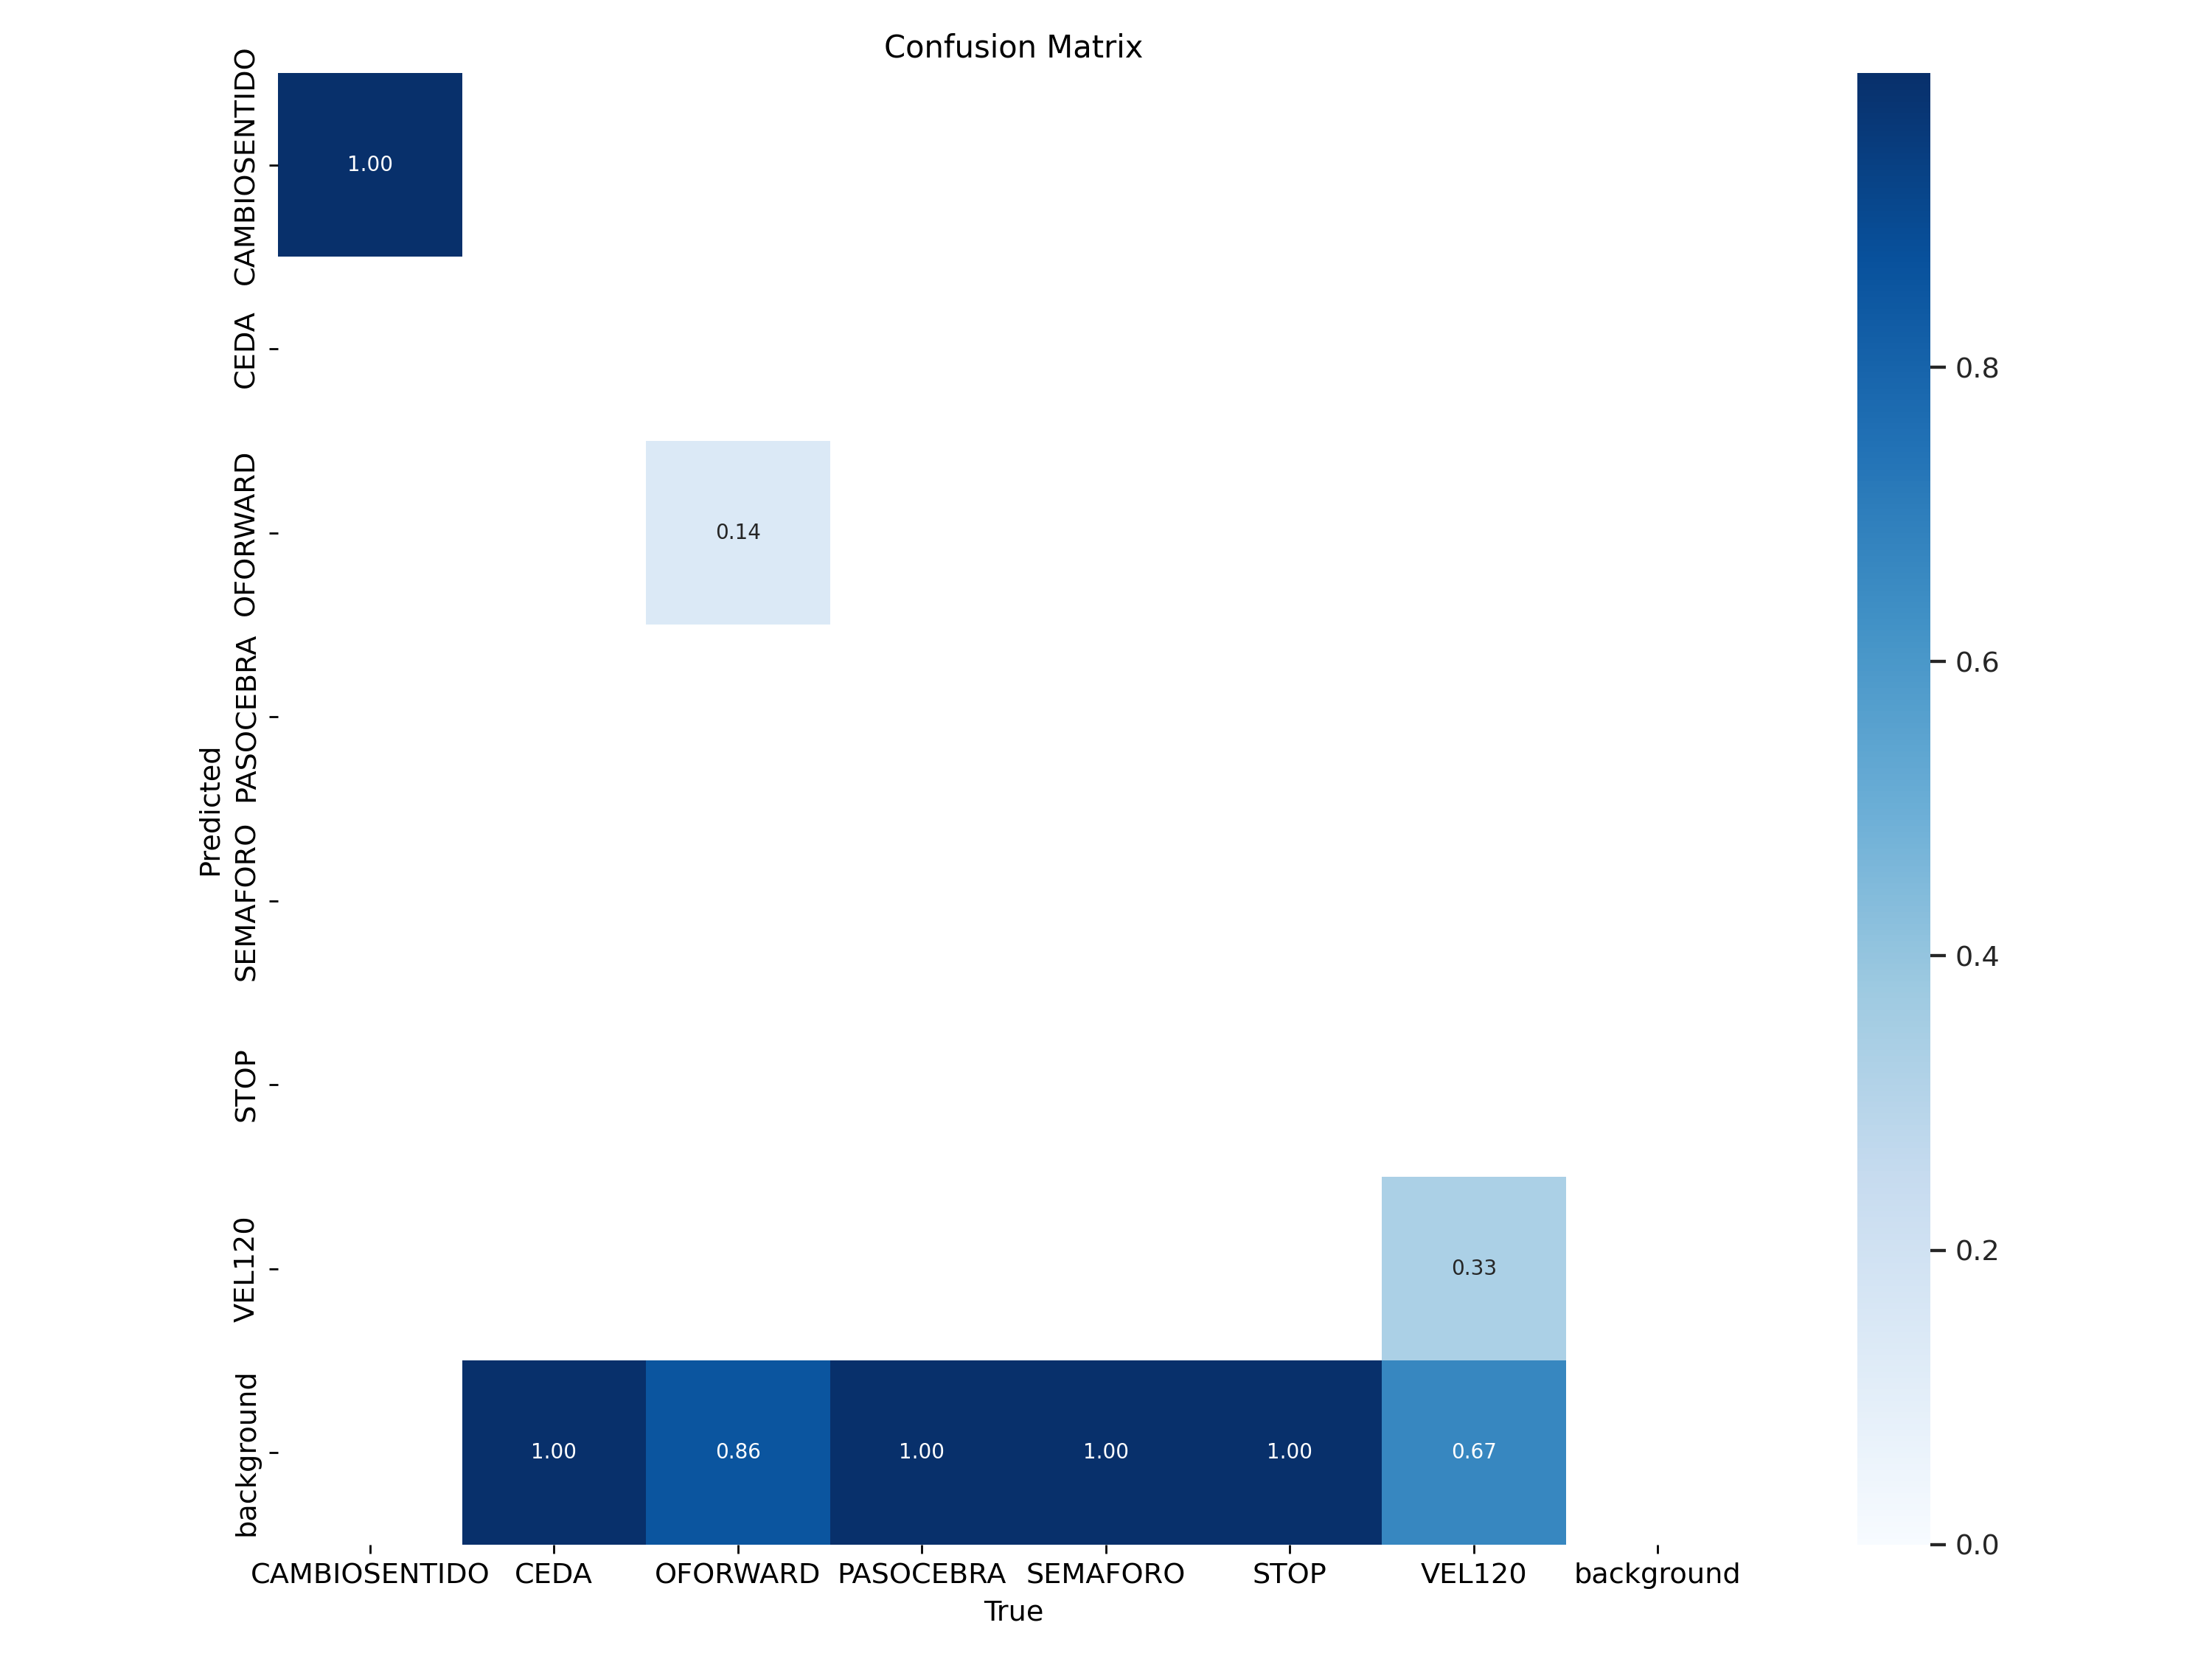 Confusion Matrix
CAMBIOSENTIDO
CEDA
OFORWARD
PASOCEBRA
SEMAFORO
STOP
VEL120
background
Predicted
1.00
0.14
0.33
1.00 0.86 1.00 1.00 1.00 0.67
CAMBIOSENTIDO CEDA OFORWARD PASOCEBRA SEMAFORO STOP VEL120 background
True
0.8
0.6
0.4
0.2
0.0